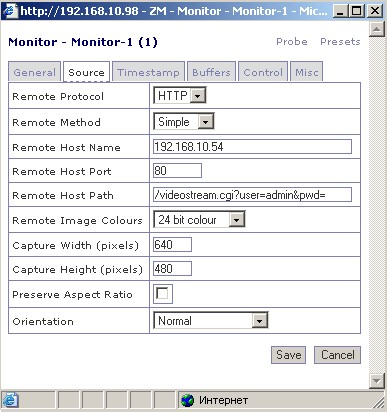 http://192.168.10.98 - ZM - Monitor - Monitor-1 - Mic...
Monitor - Monitor-1 (1) Probe Presets
General Source Timestamp Buffers Control Misc
Remote Protocol HTTP
Remote Method Simple
Remote Host Name 192.168.10.54
Remote Host Port 80
Remote Host Path /videostream.cgi?user=admin&pwd=
Remote Image Colours 24 bit colour
Capture Width (pixels) 640
Capture Height (pixels) 480
Preserve Aspect Ratio
Orientation Normal
Save Cancel
Интернет